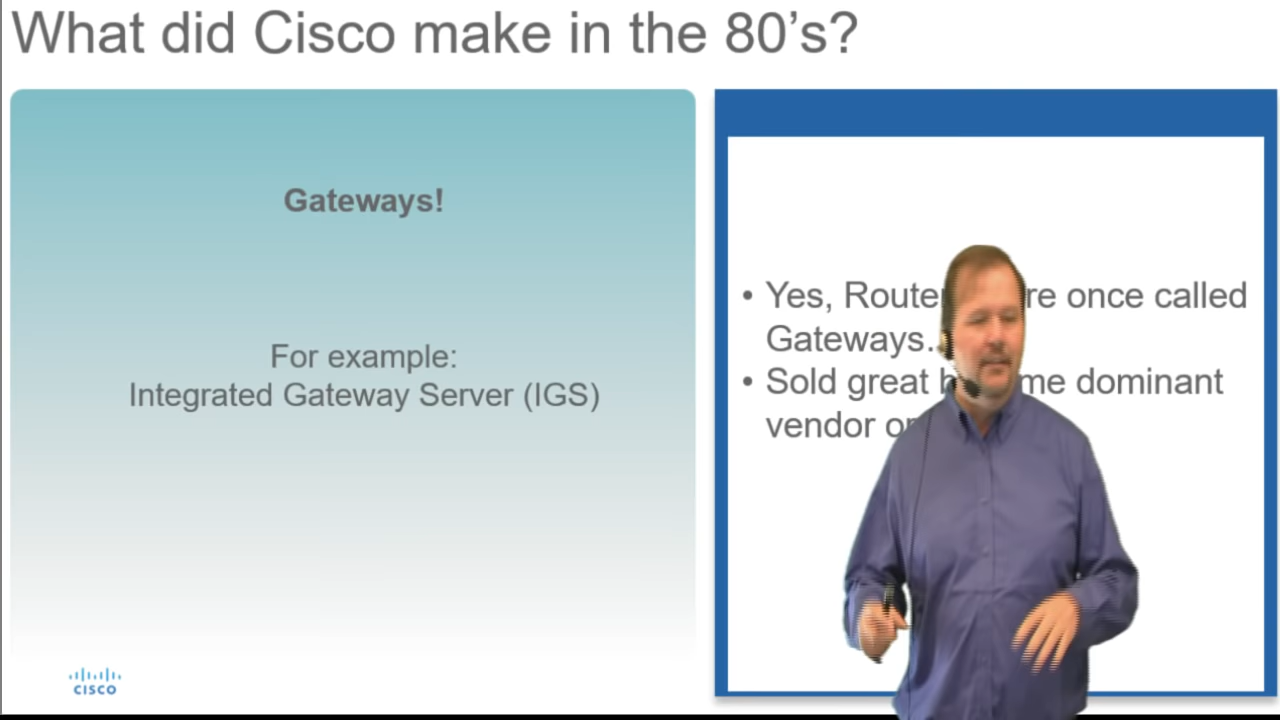 What did Cisco make in the 80's?
Gateways!
For example:
Integrated Gateway Server (IGS)
• Yes, Route re once called
Gateways.
• Sold great me dominant
vendor
CISCO